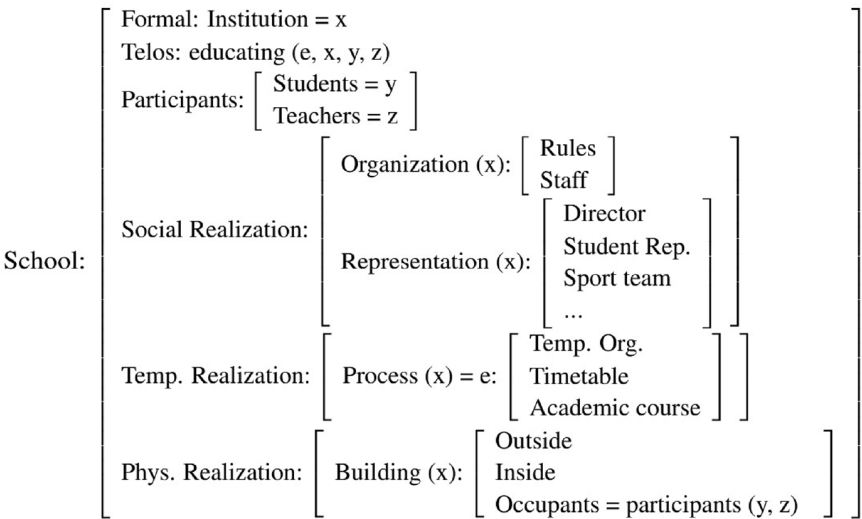 Formal: Institution = x
Telos: educating (e, x, y, z)
Participants: Students = y
Teachers = z
Social Realization: Organization (x): Rules
Staff
Representation (x): Director
Student Rep.
Sport team
...
School:
Temp. Realization: Process (x) = e: Temp. Org.
Timetable
Academic course
Phys. Realization: Building (x): Outside
Inside
Occupants = participants (y, z)